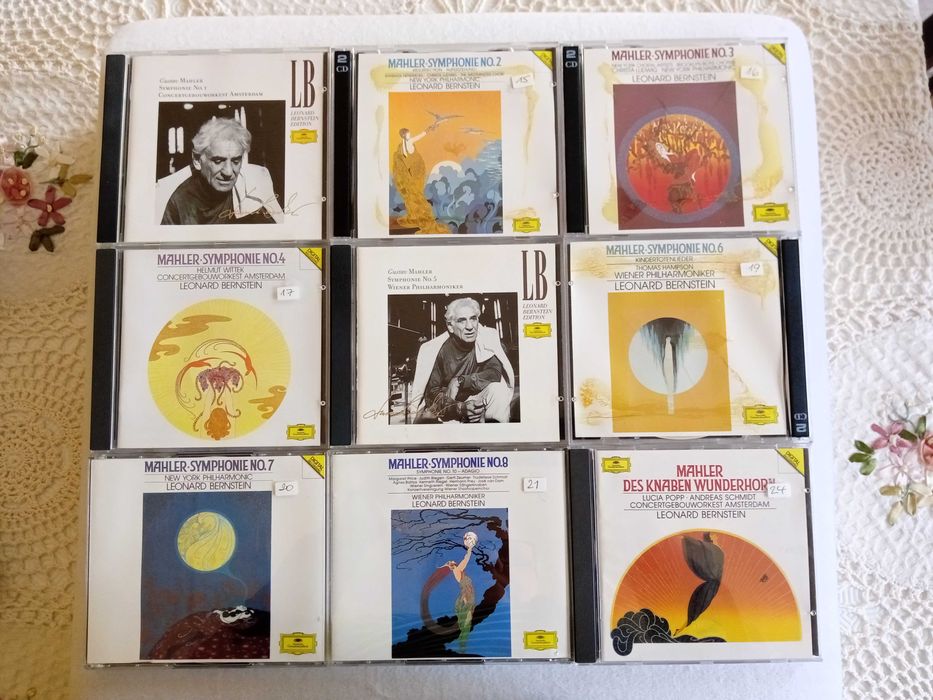 GUSTAV MAHLER
SYMPHONIE NO. 1
CONCERTGEBOUWORKEST AMSTERDAM
LB
LEONARD
BERNSTEIN
EDITION
2
CD
MAHLER·SYMPHONIE NO. 2
NEW YORK PHILHARMONIC
LEONARD BERNSTEIN
15
2
CD
MAHLER·SYMPHONIE NO. 3
CHRISTA LUDWIG · NEW YORK PHILHARMONIC
LEONARD BERNSTEIN
16
MAHLER·SYMPHONIE NO. 4
HELMUT WITTEK
CONCERTGEBOUWORKEST AMSTERDAM
LEONARD BERNSTEIN
DIGITAL
17
GUSTAV MAHLER
SYMPHONIE NO. 5
WIENER PHILHARMONIKER
LB
LEONARD
BERNSTEIN
EDITION
MAHLER·SYMPHONIE NO. 6
KINDERTOTENLIEDER
THOMAS HAMPSON
WIENER PHILHARMONIKER
LEONARD BERNSTEIN
19
MAHLER·SYMPHONIE NO. 7
NEW YORK PHILHARMONIC
LEONARD BERNSTEIN
DIGITAL
20
MAHLER·SYMPHONIE NO. 8
SYMPHONIE NO. 10 – ADAGIO
WIENER PHILHARMONIKER
LEONARD BERNSTEIN
21
MAHLER
DES KNABEN WUNDERHORN
LUCIA POPP · ANDREAS SCHMIDT
CONCERTGEBOUWORKEST AMSTERDAM
LEONARD BERNSTEIN
DIGITAL
24